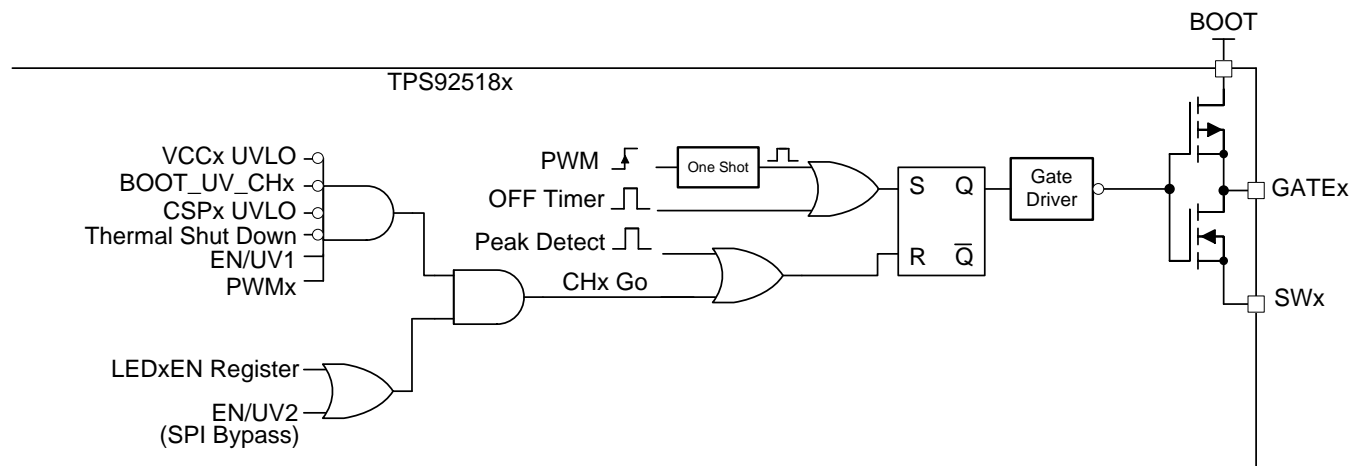 BOOT
TPS92518x
VCCx UVLO
BOOT_UV_CHx
CSPx UVLO
Thermal Shut Down
EN/UV1
PWMx
LEDxEN Register
EN/UV2
(SPI Bypass)
PWM
One Shot
OFF Timer
Peak Detect
CHx Go
S Q
R Q
Gate
Driver
GATEx
SWx